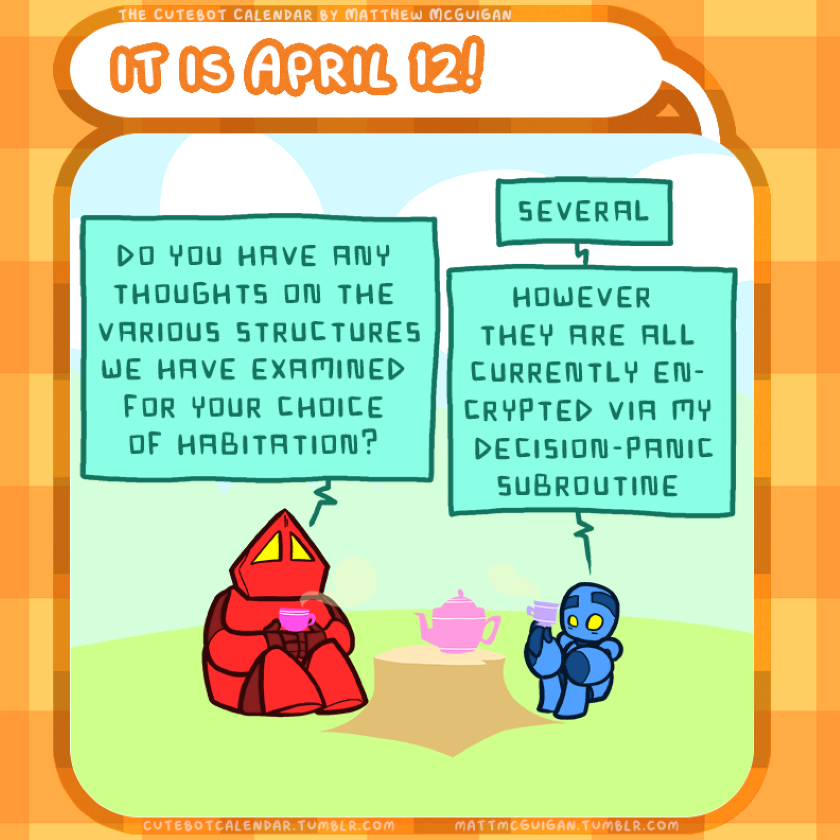 THE CUTEBOT CALENDAR BY MATTHEW MCGUIGAN
IT IS APRIL 12!
DO YOU HAVE ANY
THOUGHTS ON THE
VARIOUS STRUCTURES
WE HAVE EXAMINED
FOR YOUR CHOICE
OF HABITATION?
SEVERAL
HOWEVER
THEY ARE ALL
CURRENTLY EN-
CRYPTED VIA MY
DECISION-PANIC
SUBROUTINE
CUTEBOTCALENDAR.TUMBLR.COM
MATTMCGUIGAN.TUMBLR.COM